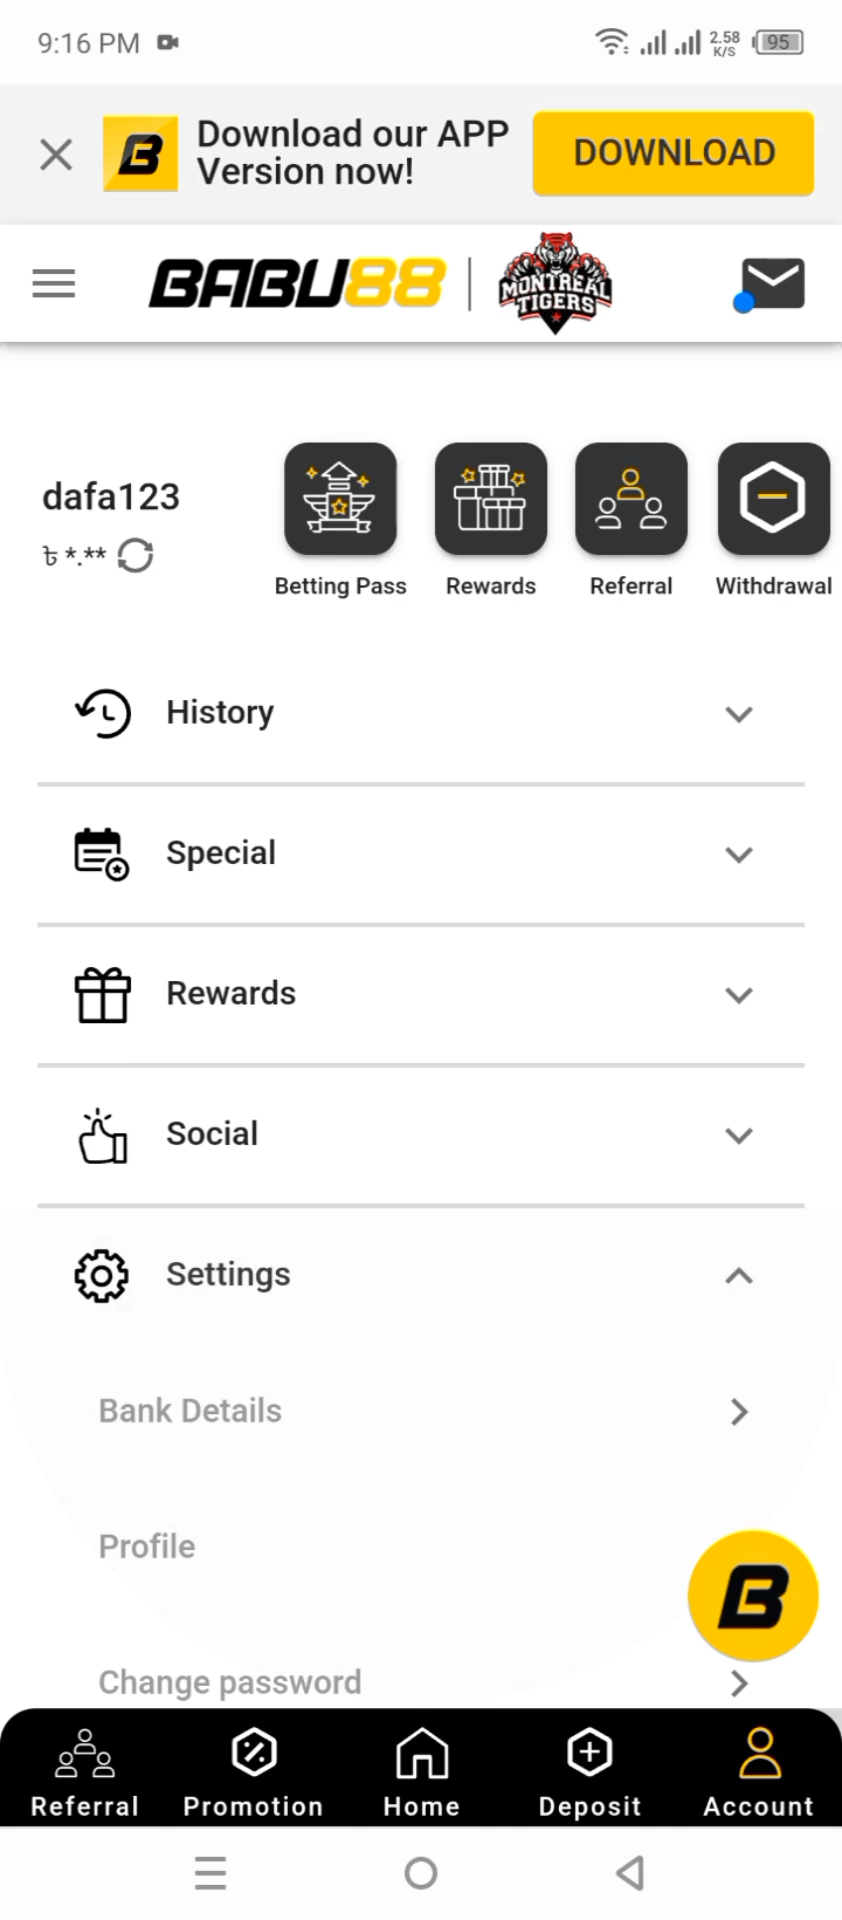 9:16 PM
2.58
K/S
95
B
Download our APP
Version now!
DOWNLOAD
BABU88
MONTREAL
TIGERS
dafa123
৳ *.**
Betting Pass
Rewards
Referral
Withdrawal
History
Special
Rewards
Social
Settings
Bank Details
Profile
B
Change password
Referral
Promotion
Home
Deposit
Account